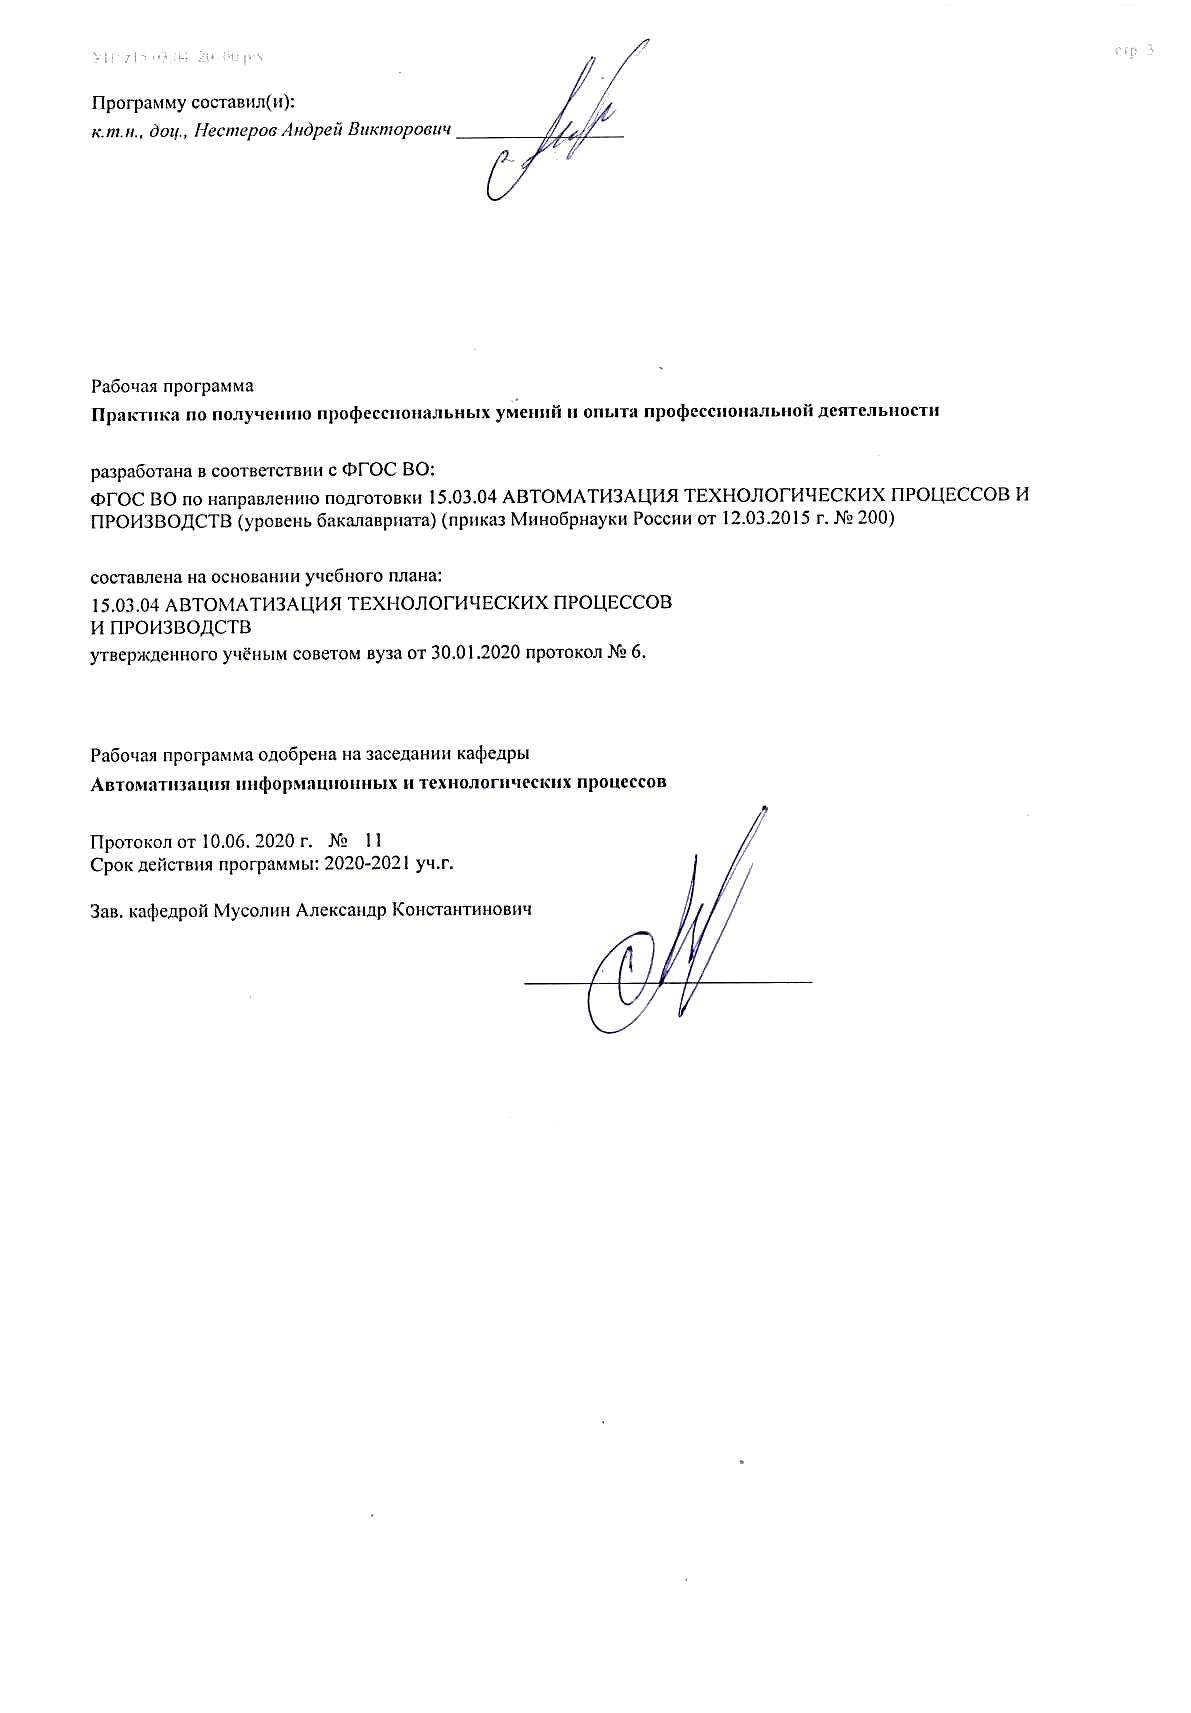 стр. 3
Программу составил(и):
к.т.н., доц., Нестеров Андрей Викторович
Рабочая программа
Практика по получению профессиональных умений и опыта профессиональной деятельности
разработана в соответствии с ФГОС ВО:
ФГОС ВО по направлению подготовки 15.03.04 АВТОМАТИЗАЦИЯ ТЕХНОЛОГИЧЕСКИХ ПРОЦЕССОВ И
ПРОИЗВОДСТВ (уровень бакалавриата) (приказ Минобрнауки России от 12.03.2015 г. № 200)
составлена на основании учебного плана:
15.03.04 АВТОМАТИЗАЦИЯ ТЕХНОЛОГИЧЕСКИХ ПРОЦЕССОВ
И ПРОИЗВОДСТВ
утвержденного учёным советом вуза от 30.01.2020 протокол № 6.
Рабочая программа одобрена на заседании кафедры
Автоматизация информационных и технологических процессов
Протокол от 10.06. 2020 г. № 11
Срок действия программы: 2020-2021 уч.г.
Зав. кафедрой Мусолин Александр Константинович